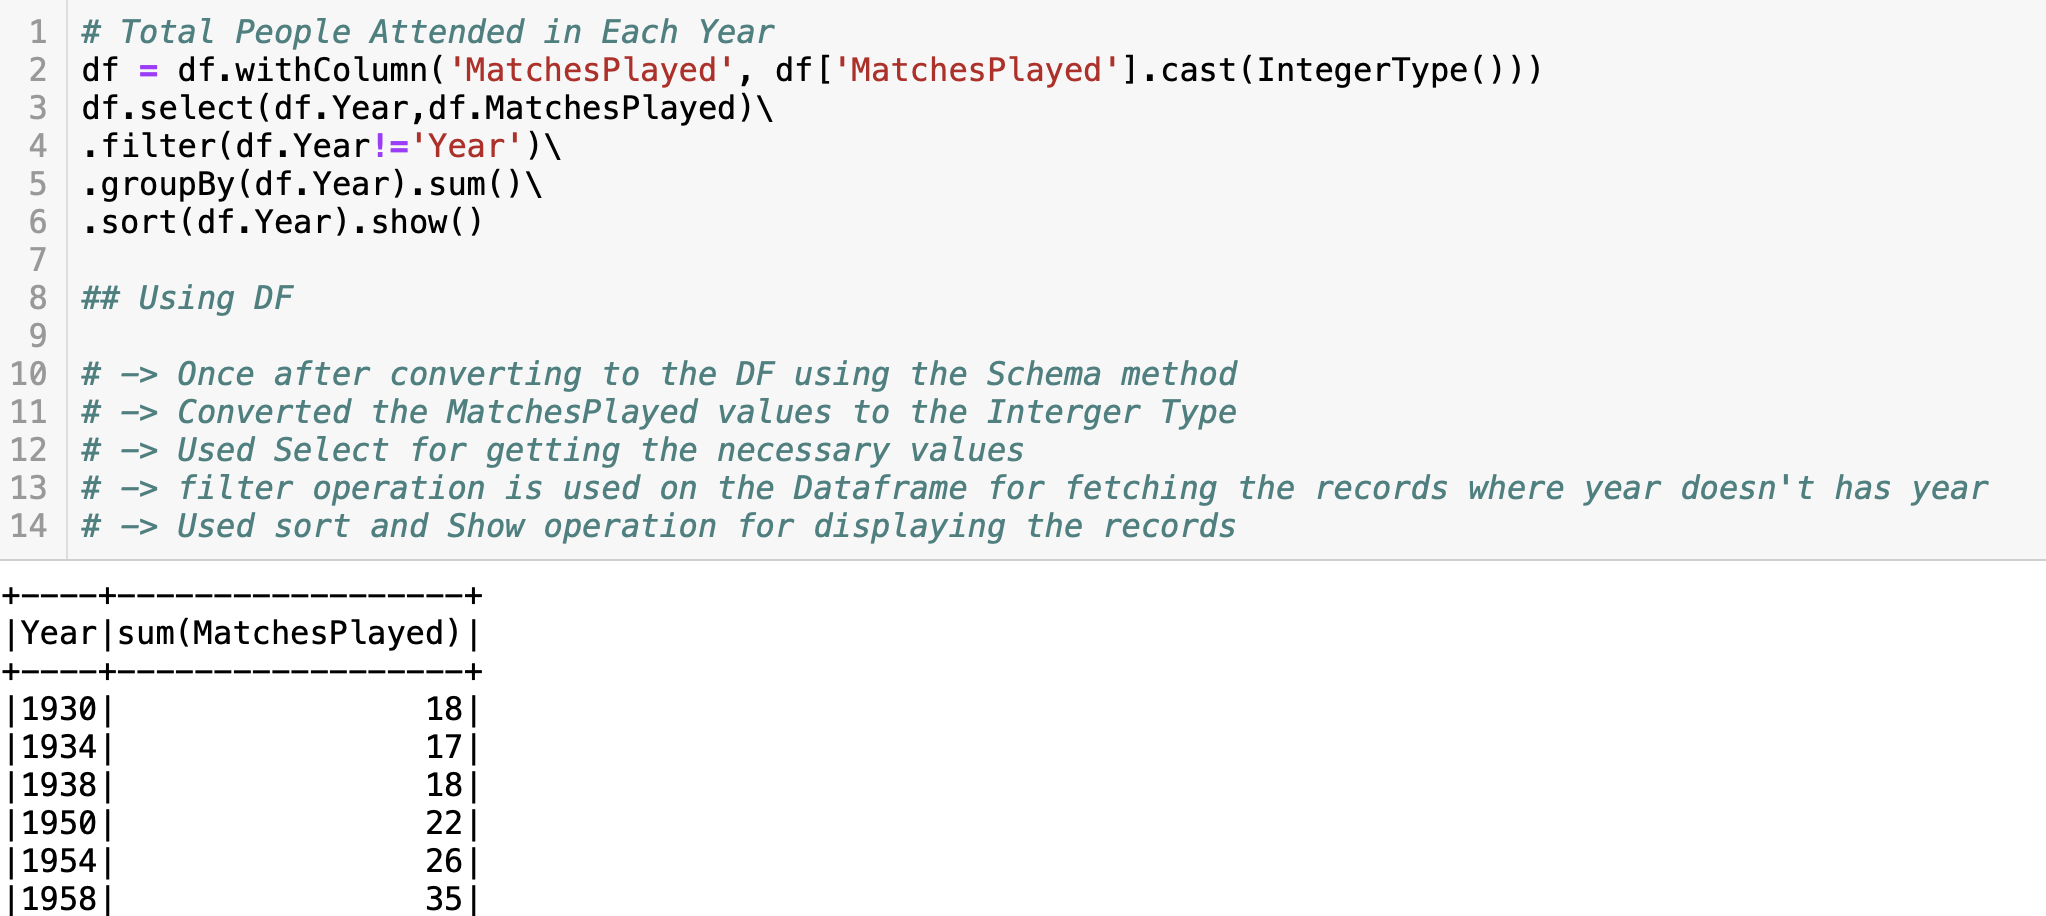 1 # Total People Attended in Each Year
2 df = df.withColumn('MatchesPlayed', df['MatchesPlayed'].cast(IntegerType()))
3 df.select(df.Year,df.MatchesPlayed)\
4 .filter(df.Year!='Year')\
5 .groupBy(df.Year).sum()\
6 .sort(df.Year).show()
7
8 ## Using DF
9
10 # —> Once after converting to the DF using the Schema method
11 # —> Converted the MatchesPlayed values to the Interger Type
12 # —> Used Select for getting the necessary values
13 # —> filter operation is used on the Dataframe for fetching the records where year doesn't has year
14 # —> Used sort and Show operation for displaying the records
+----+------------------+
|Year|sum(MatchesPlayed)|
+----+------------------+
|1930|                18|
|1934|                17|
|1938|                18|
|1950|                22|
|1954|                26|
|1958|                35|